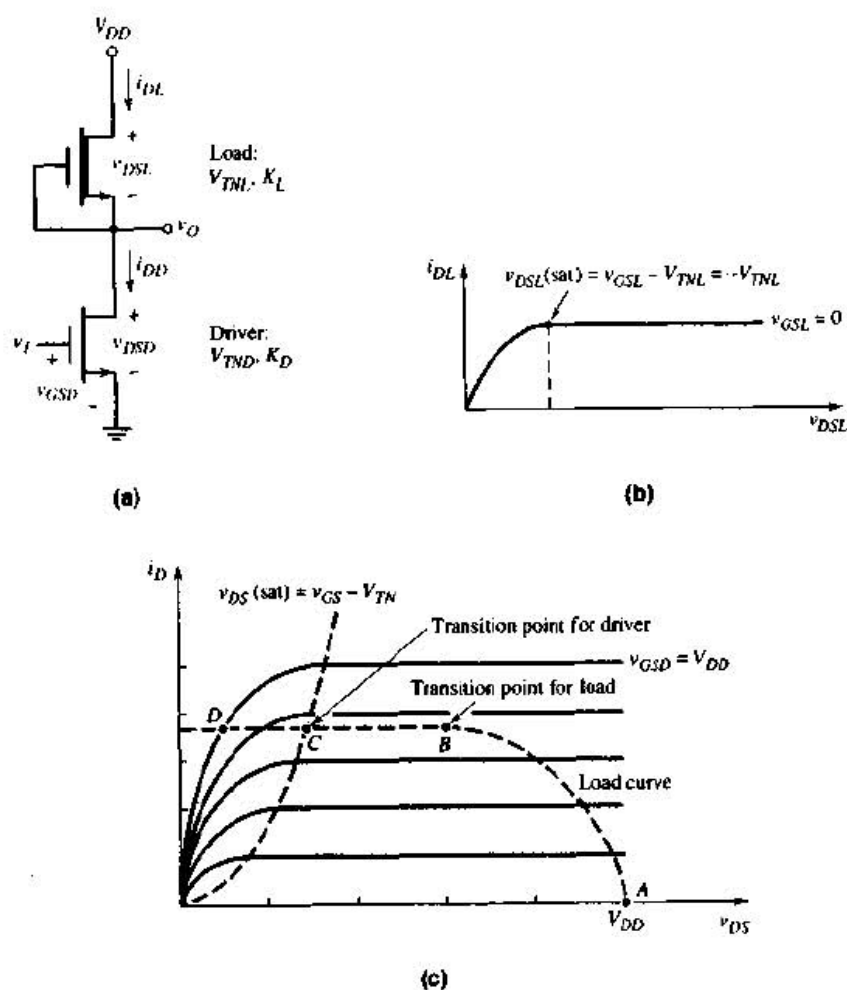 V_DD
i_DL
+
v_DSL
−
Load:
V_TNL, K_L
v_O
i_DD
+
v_DSD
−
Driver:
V_TND, K_D
v_I
+
v_GSD
−
(a)
i_DL
v_DSL(sat) = v_GSL − V_TNL = −V_TNL
v_GSL = 0
v_DSL
(b)
i_D
v_DS (sat) = v_GS − V_TN
Transition point for driver
v_GSD = V_DD
Transition point for load
D
C
B
Load curve
A
V_DD
v_DS
(c)